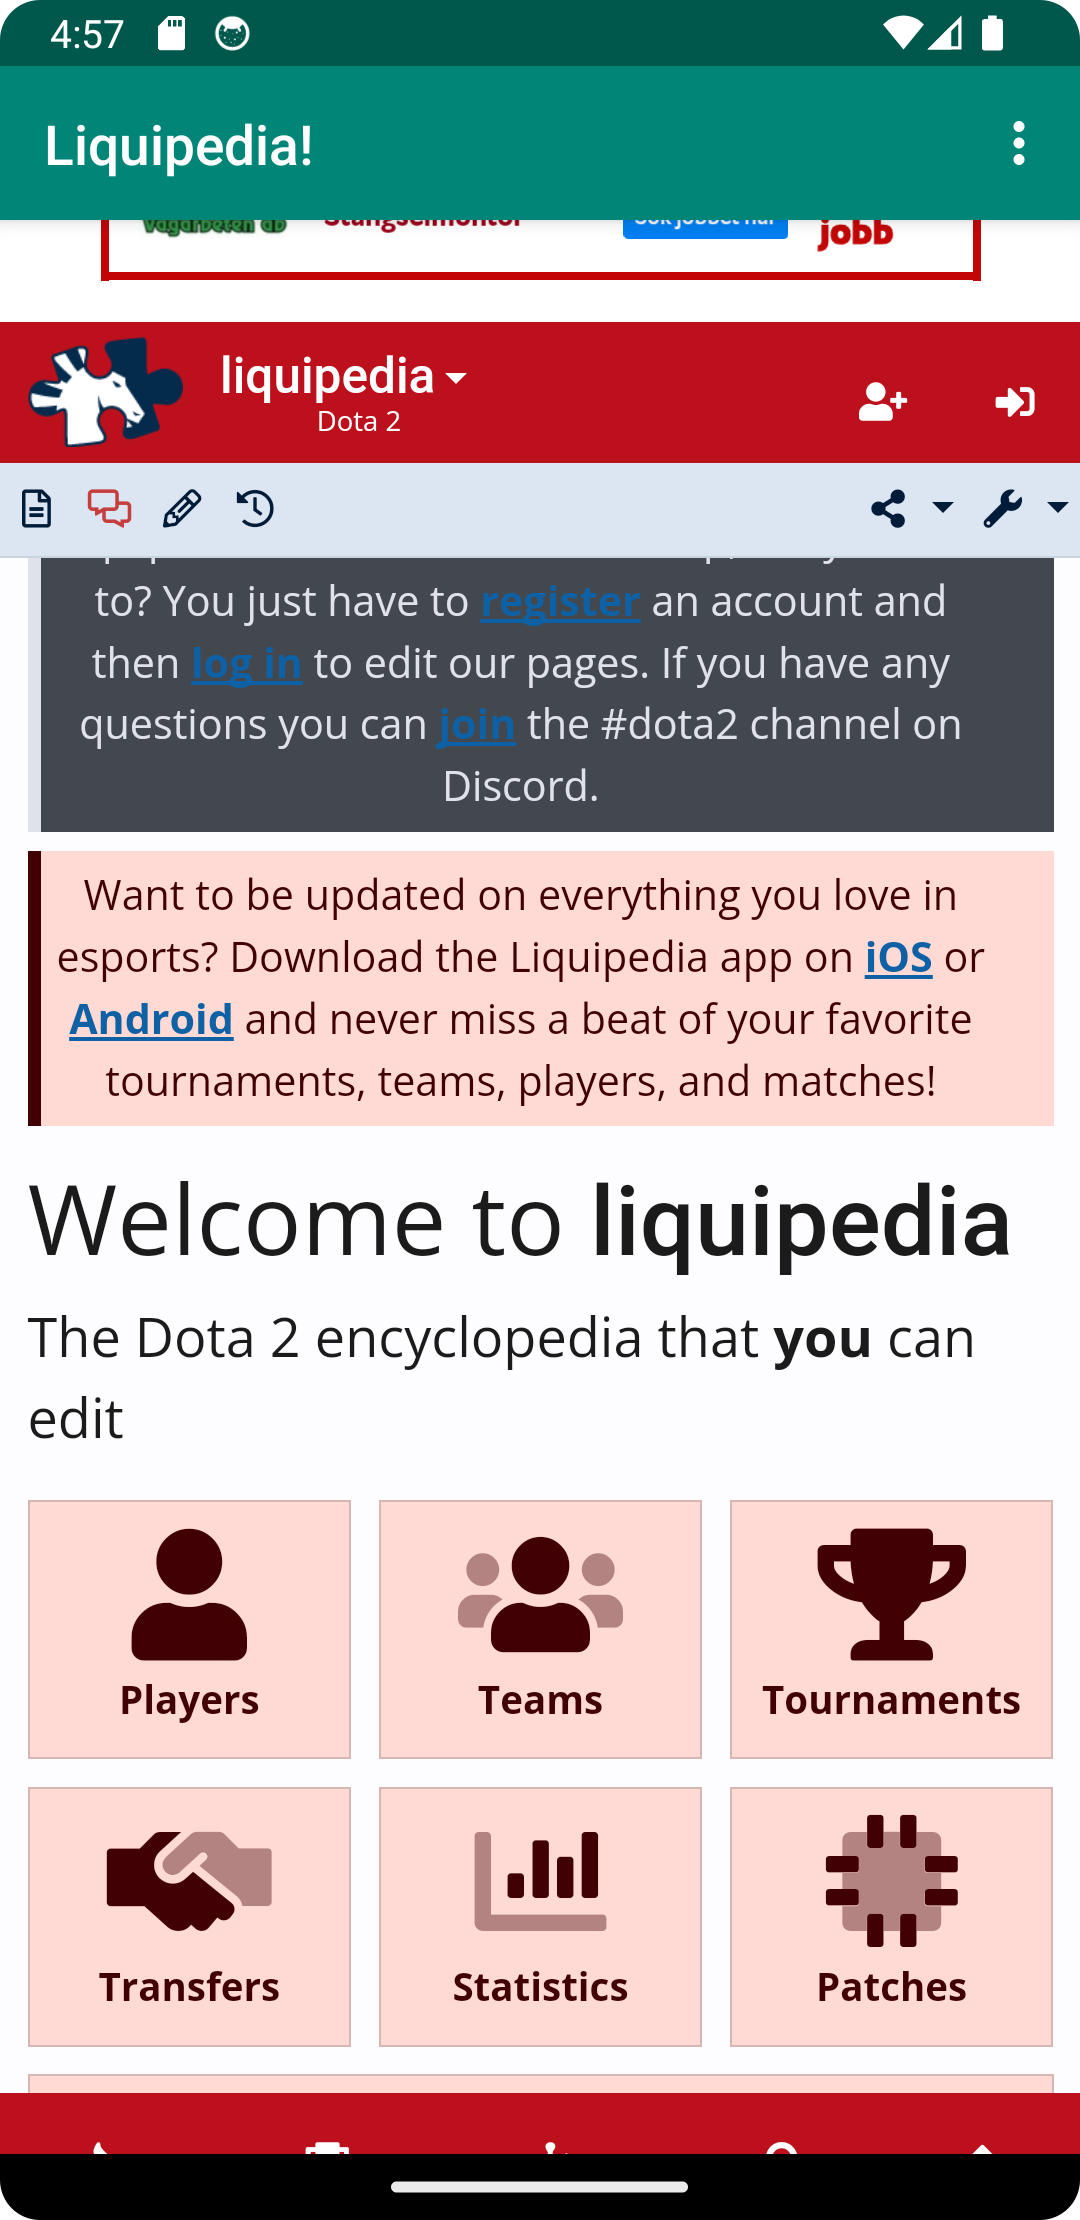 4:57
Liquipedia!
jobb
liquipedia
Dota 2
to? You just have to register an account and
then log in to edit our pages. If you have any
questions you can join the #dota2 channel on
Discord.
Want to be updated on everything you love in
esports? Download the Liquipedia app on iOS or
Android and never miss a beat of your favorite
tournaments, teams, players, and matches!
Welcome to liquipedia
The Dota 2 encyclopedia that you can
edit
Players
Teams
Tournaments
Transfers
Statistics
Patches